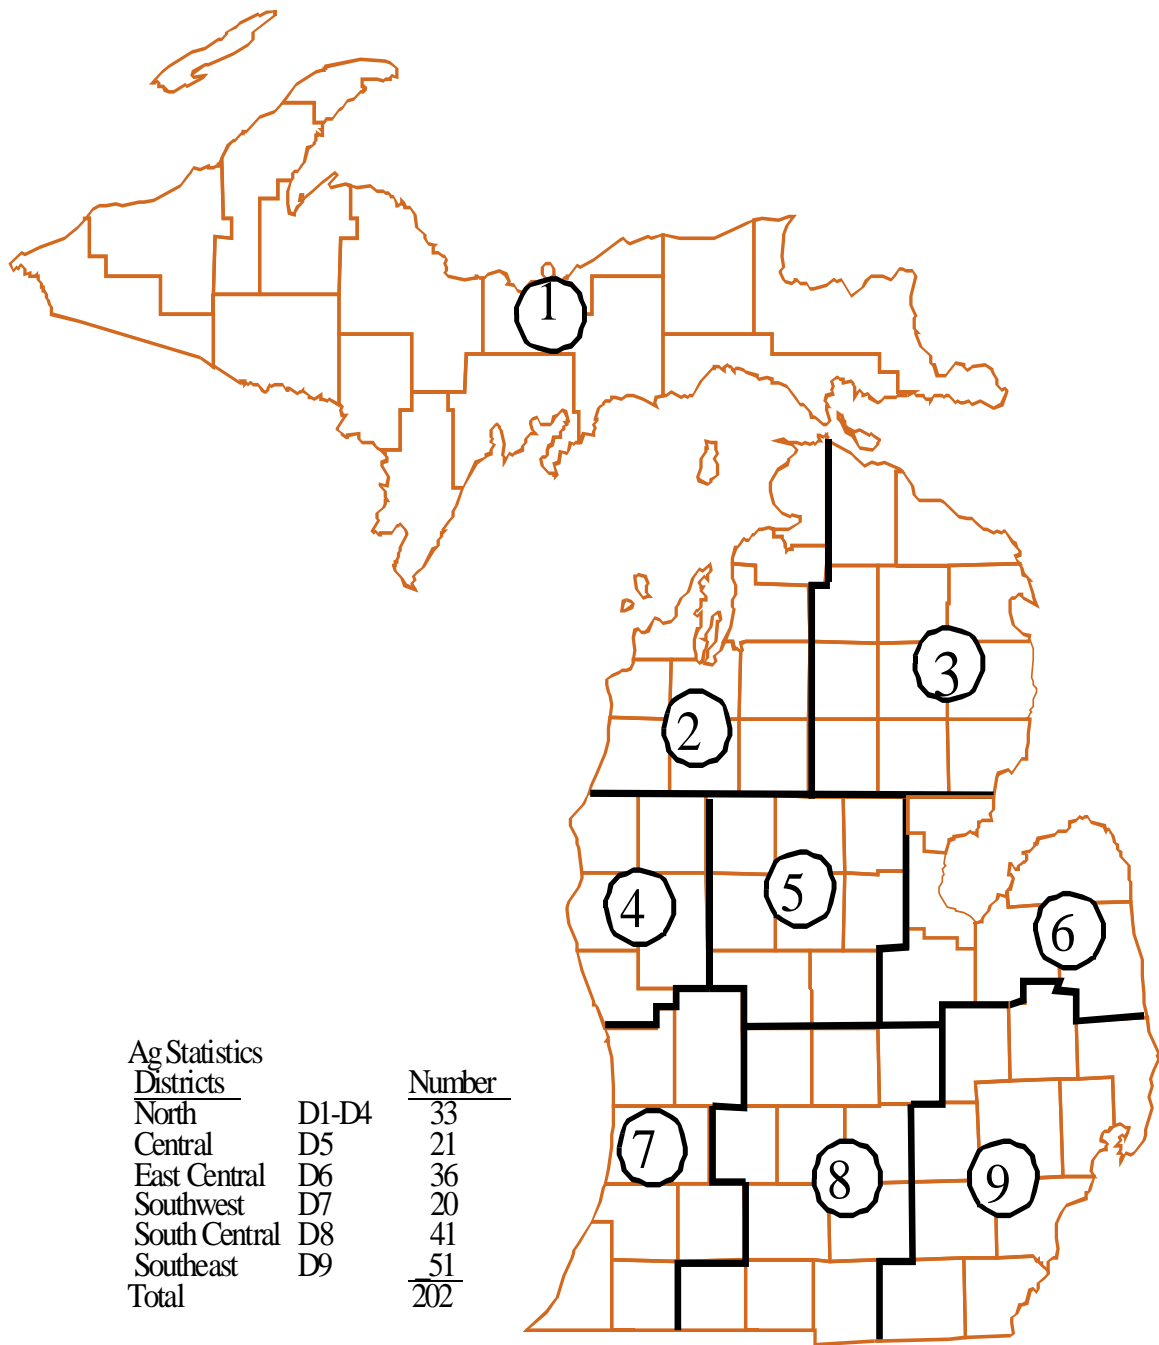 1
3
2
5
4
6
7
8
9
Ag Statistics
Districts Number
North D1-D4 33
Central D5 21
East Central D6 36
Southwest D7 20
South Central D8 41
Southeast D9 51
Total 202